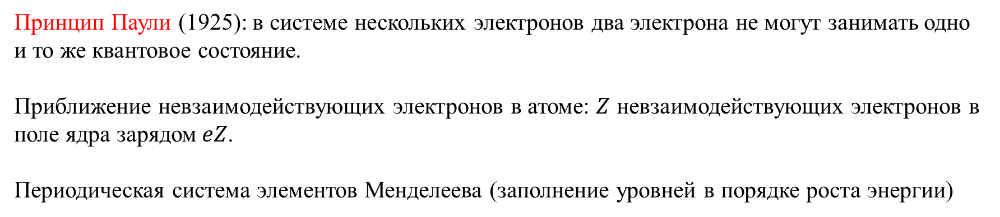 Принцип Паули (1925): в системе нескольких электронов два электрона не могут занимать одно
и то же квантовое состояние.
Приближение невзаимодействующих электронов в атоме: Z невзаимодействующих электронов в
поле ядра зарядом eZ.
Периодическая система элементов Менделеева (заполнение уровней в порядке роста энергии)